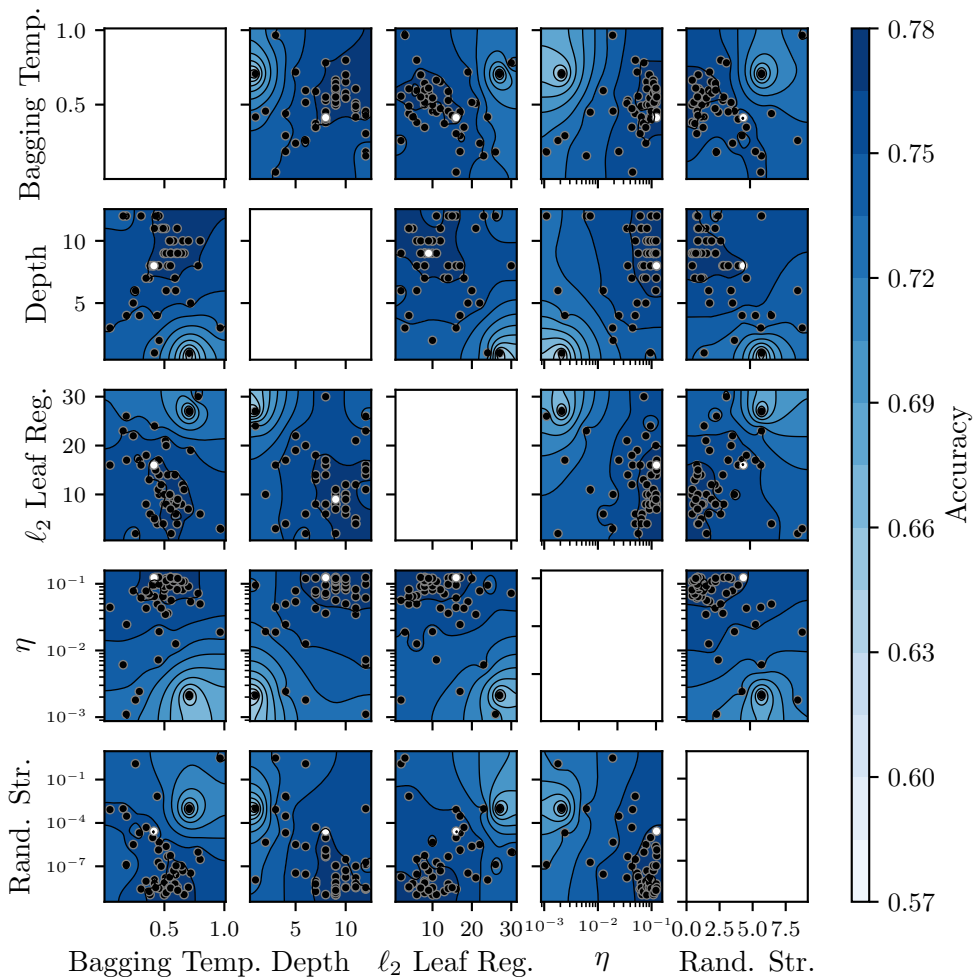 Bagging Temp.
1.0
0.5
Depth
10
5
ℓ₂ Leaf Reg.
30
20
10
η
10⁻¹
10⁻²
10⁻³
Rand. Str.
10⁻¹
10⁻⁴
10⁻⁷
0.5 1.0
5 10
10 20 30
10⁻³ 10⁻² 10⁻¹
0.0 2.5 5.0 7.5
Bagging Temp. Depth ℓ₂ Leaf Reg. η Rand. Str.
0.78
0.75
0.72
0.69
0.66
0.63
0.60
0.57
Accuracy